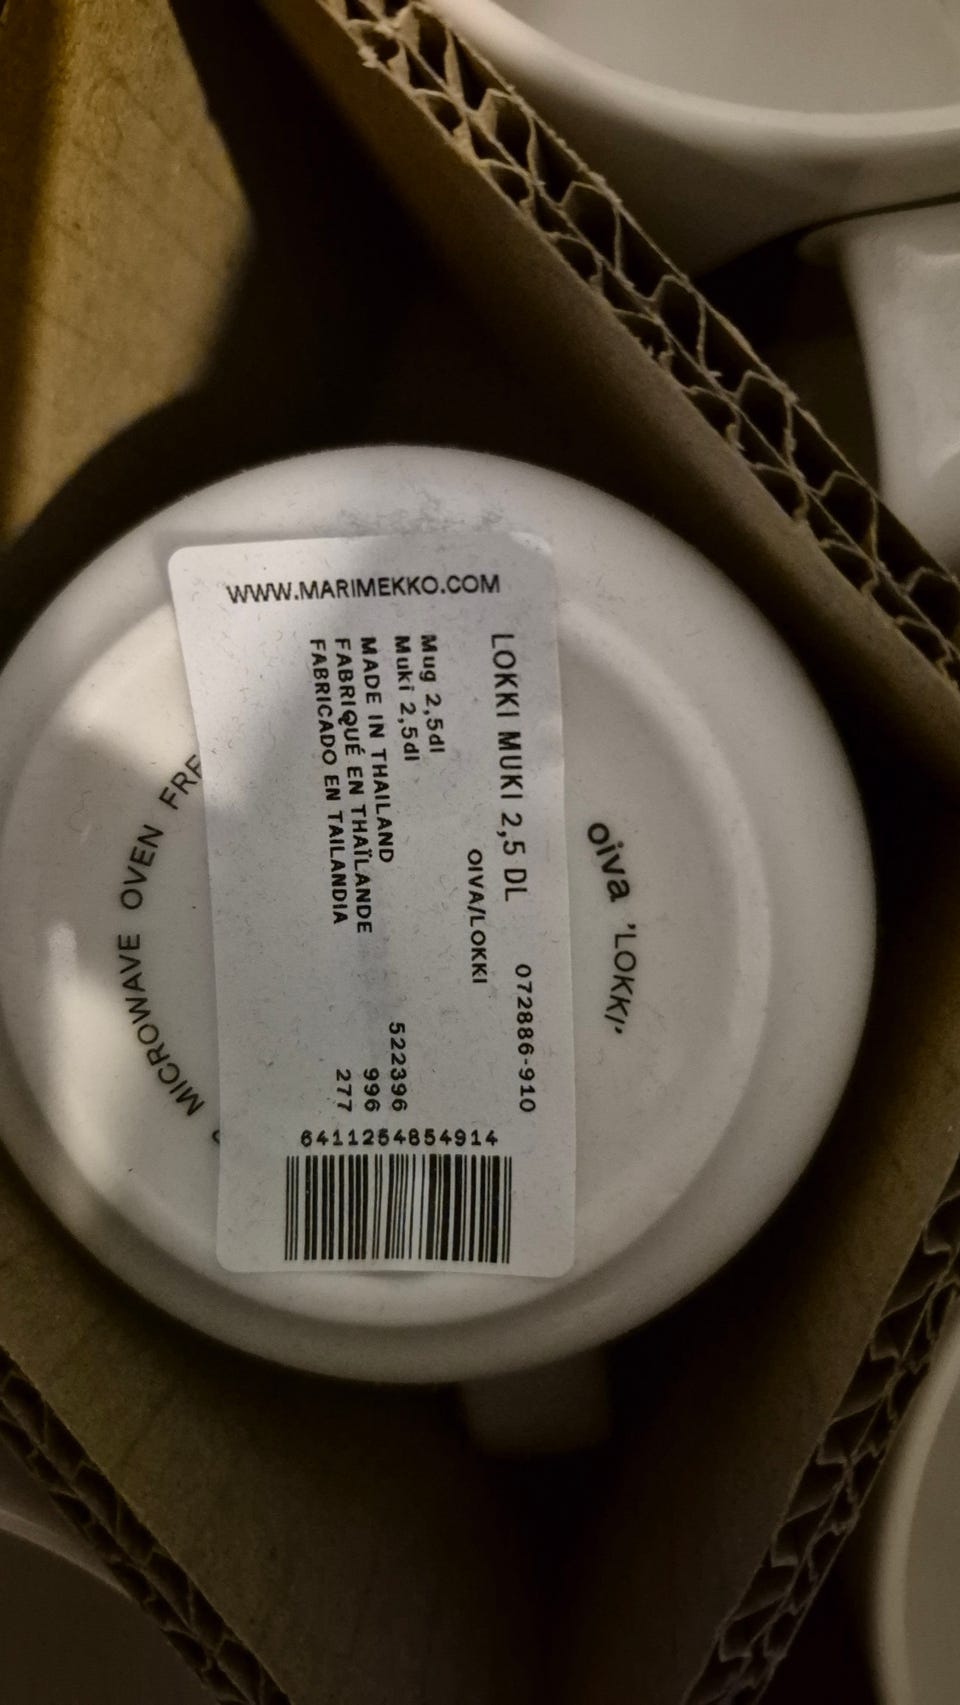 WWW.MARIMEKKO.COM
LOKKI MUKI 2,5 DL 072886-910
OIVA/LOKKI
Mug 2,5dl
Muki 2,5dl 522396
MADE IN THAILAND 996
FABRIQUÉ EN THAÏLANDE 277
FABRICADO EN TAILANDIA
6411254854914
oiva 'LOKKI'
MICROWAVE OVEN